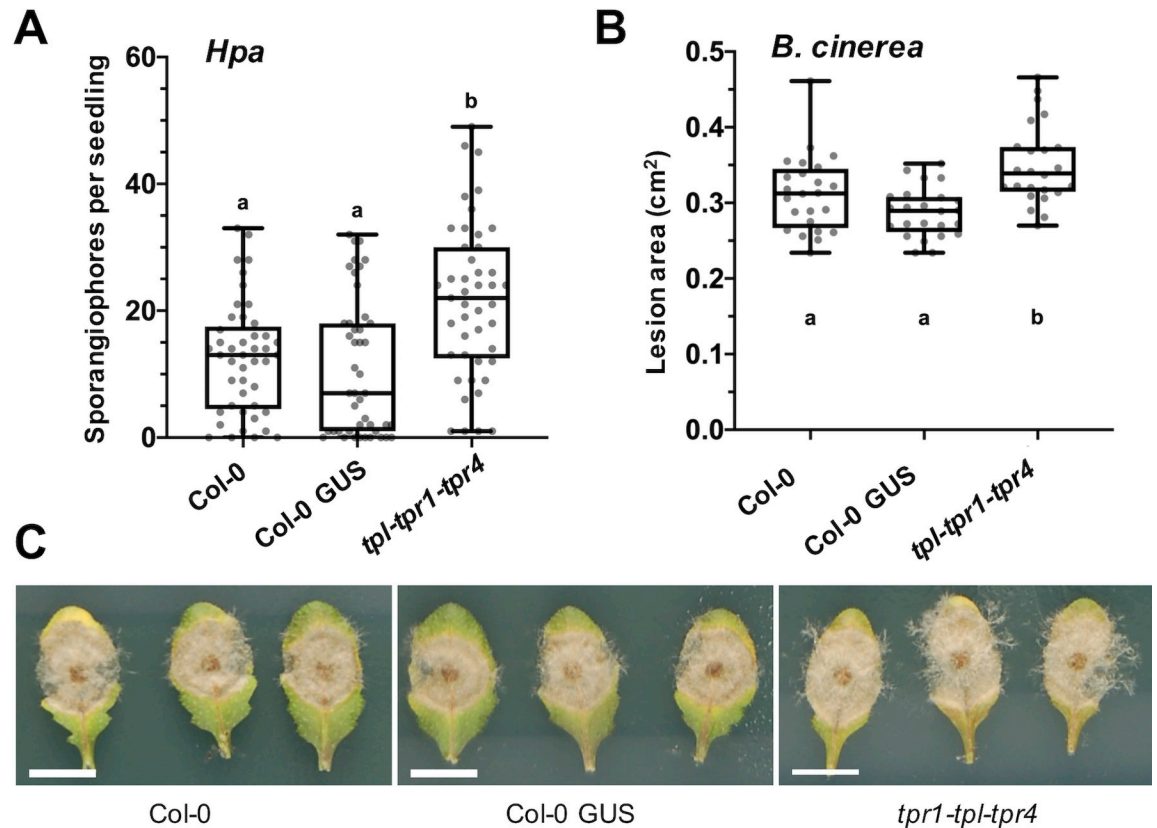 A
Hpa
Sporangiophores per seedling
60
40
20
0
a
a
b
Col-0
Col-0 GUS
tpl-tpr1-tpr4
B
B. cinerea
Lesion area (cm²)
0.5
0.4
0.3
0.2
0.1
0.0
a
a
b
Col-0
Col-0 GUS
tpl-tpr1-tpr4
C
Col-0
Col-0 GUS
tpr1-tpl-tpr4